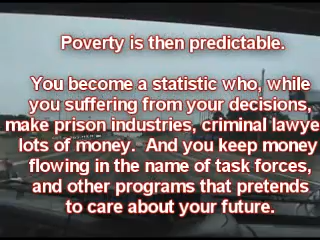 Poverty is then predictable.
You become a statistic who, while
you suffering from your decisions,
make prison industries, criminal lawye
lots of money. And you keep money
flowing in the name of task forces,
and other programs that pretends
to care about your future.